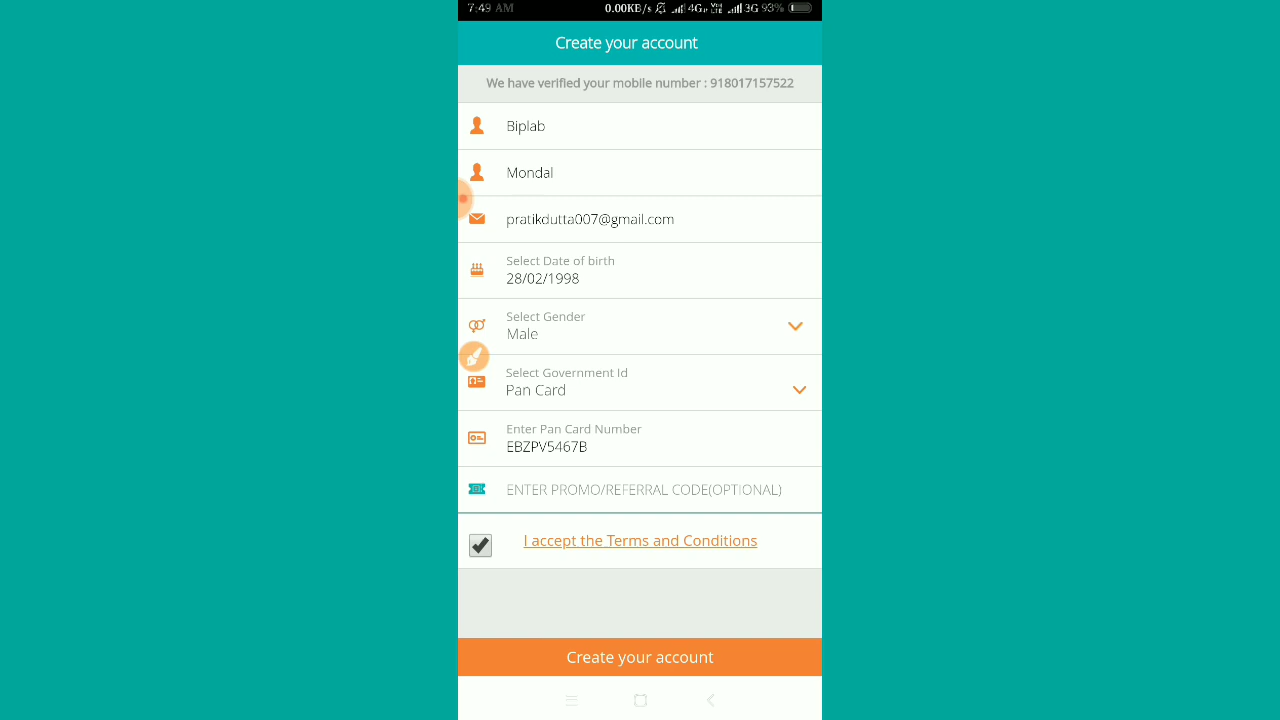 7:49 AM 0.00KB/s 4G 3G 93%
Create your account
We have verified your mobile number : 918017157522
Biplab
Mondal
pratikdutta007@gmail.com
Select Date of birth
28/02/1998
Select Gender
Male
Select Government Id
Pan Card
Enter Pan Card Number
EBZPV5467B
ENTER PROMO/REFERRAL CODE(OPTIONAL)
I accept the Terms and Conditions
Create your account